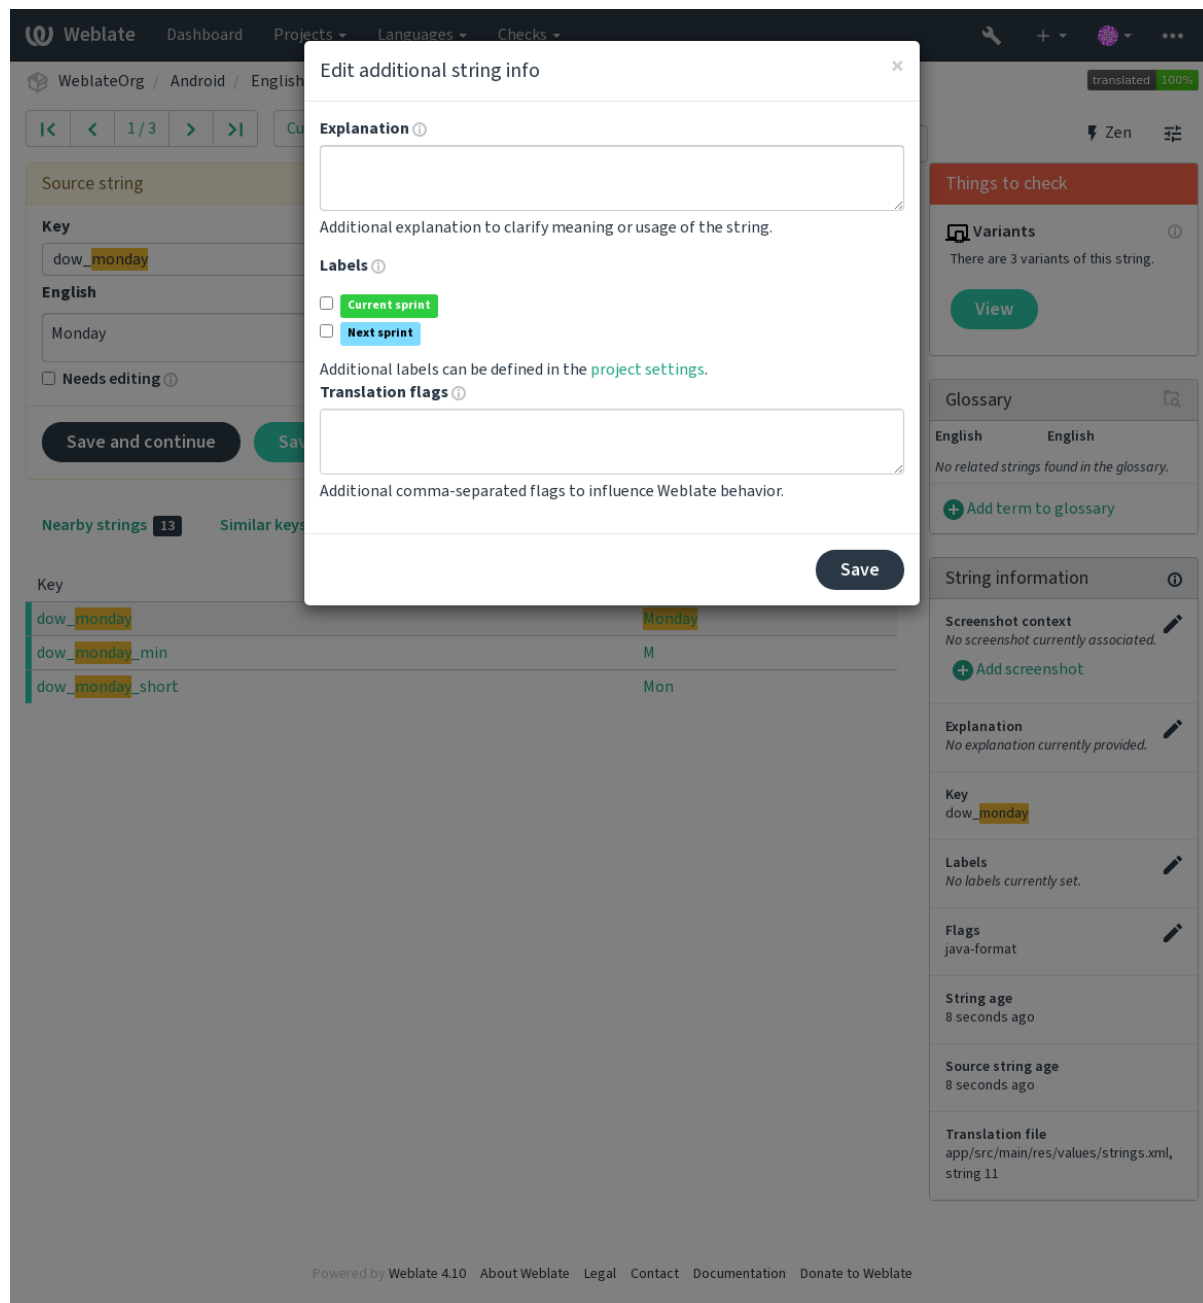 Weblate Dashboard Projects Languages Checks
WeblateOrg / Android / English
translated 100%
1 / 3
Cu
Zen
Edit additional string info
×
Explanation
Additional explanation to clarify meaning or usage of the string.
Labels
Current sprint
Next sprint
Additional labels can be defined in the project settings.
Translation flags
Additional comma-separated flags to influence Weblate behavior.
Save
Source string
Key
dow_monday
English
Monday
Needs editing
Save and continue
Sav
Nearby strings 13 Similar keys
Key
dow_monday Monday
dow_monday_min M
dow_monday_short Mon
Things to check
Variants
There are 3 variants of this string.
View
Glossary
English English
No related strings found in the glossary.
Add term to glossary
String information
Screenshot context
No screenshot currently associated.
Add screenshot
Explanation
No explanation currently provided.
Key
dow_monday
Labels
No labels currently set.
Flags
java-format
String age
8 seconds ago
Source string age
8 seconds ago
Translation file
app/src/main/res/values/strings.xml,
string 11
Powered by Weblate 4.10 About Weblate Legal Contact Documentation Donate to Weblate